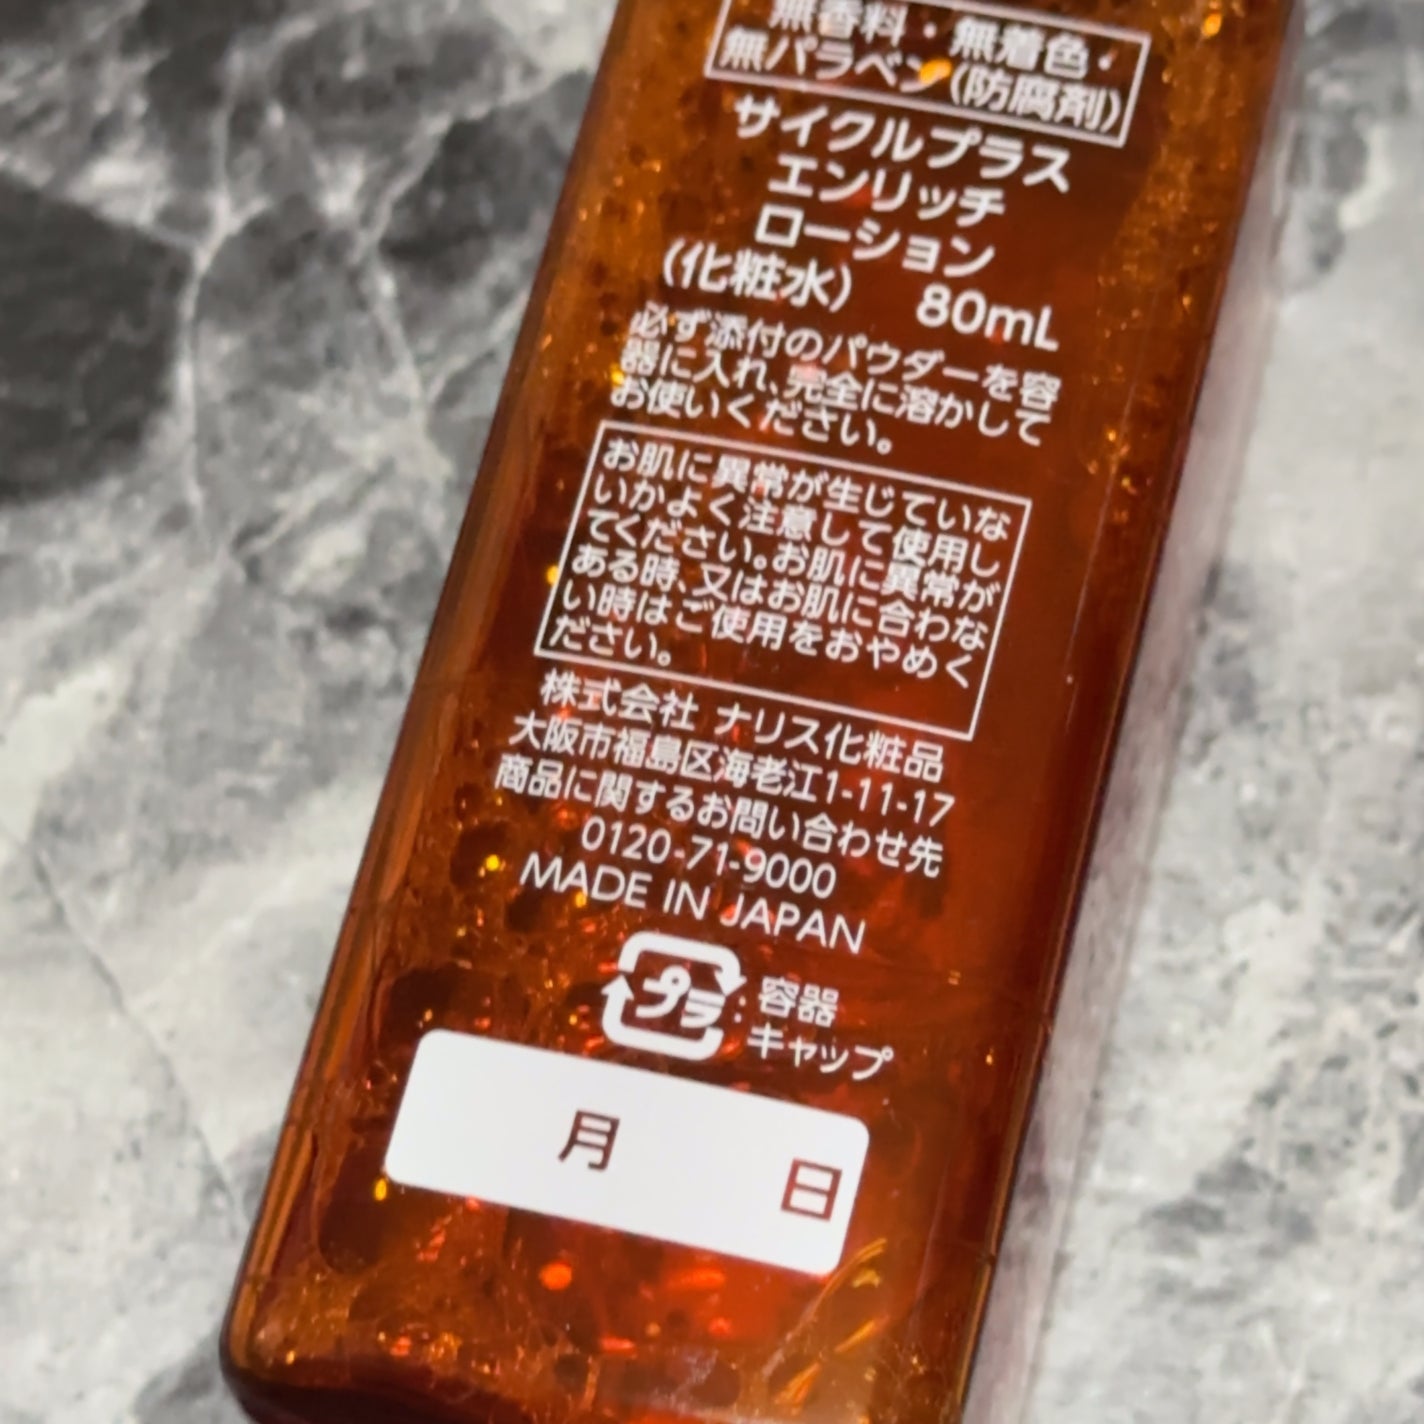 無香料・無着色・
無パラベン(防腐剤)
サイクルプラス
エンリッチ
ローション
(化粧水) 80mL
必ず添付のパウダーを容
器に入れ、完全に溶かして
お使いください。
お肌に異常が生じていな
いかよく注意して使用し
てください。お肌に異常が
ある時、又はお肌に合わな
い時はご使用をおやめく
ださい。
株式会社 ナリス化粧品
大阪市福島区海老江1-11-17
商品に関するお問い合わせ先
0120-71-9000
MADE IN JAPAN
プラ:容器
キャップ
月 日